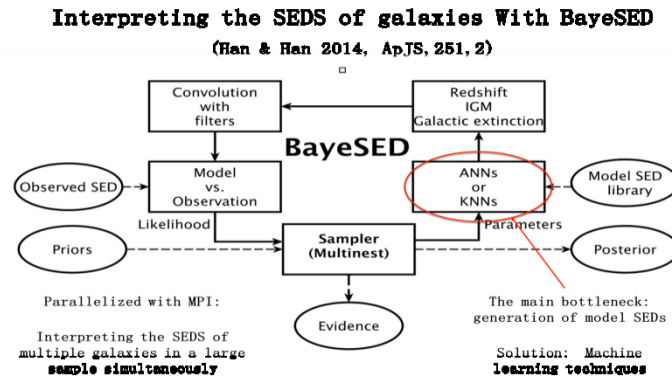 Interpreting the SEDS of galaxies With BayeSED
(Han & Han 2014, ApJS,251,2)
Convolution
with
filters
Redshift
IGM
Galactic extinction
BayeSED
Observed SED
Model
vs.
Observation
ANNs
or
KNNs
Model SED
library
Likelihood
Parameters
Priors
Sampler
(Multinest)
Posterior
Evidence
Parallelized with MPI:
Interpreting the SEDS of
multiple galaxies in a large
sample simultaneously
The main bottleneck:
generation of model SEDs
Solution: Machine
learning techniques